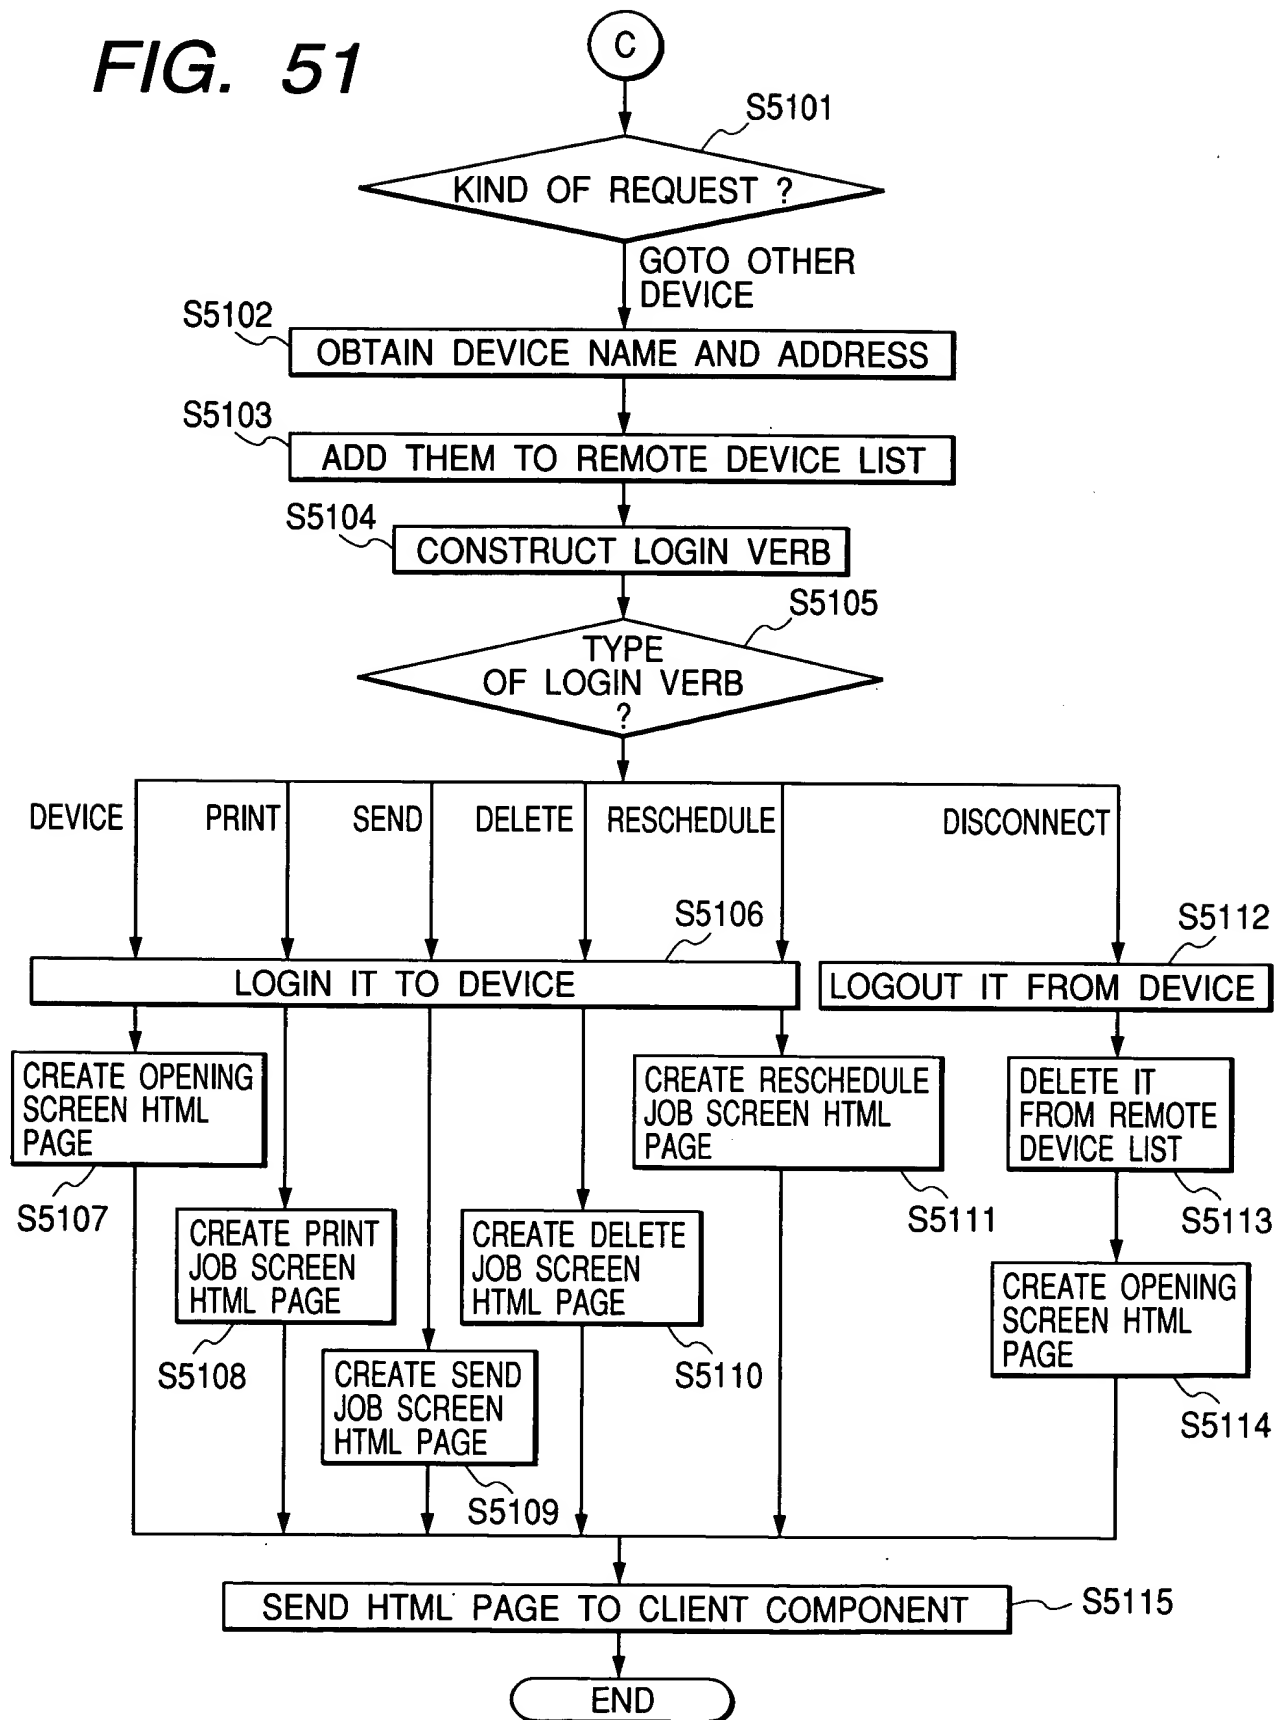 FIG. 51
C
S5101
KIND OF REQUEST ?
GOTO OTHER
DEVICE
S5102
OBTAIN DEVICE NAME AND ADDRESS
S5103
ADD THEM TO REMOTE DEVICE LIST
S5104
CONSTRUCT LOGIN VERB
S5105
TYPE
OF LOGIN VERB
?
DEVICE
PRINT
SEND
DELETE
RESCHEDULE
DISCONNECT
S5106
LOGIN IT TO DEVICE
S5112
LOGOUT IT FROM DEVICE
CREATE OPENING
SCREEN HTML
PAGE
S5107
CREATE PRINT
JOB SCREEN
HTML PAGE
S5108
CREATE SEND
JOB SCREEN
HTML PAGE
S5109
CREATE DELETE
JOB SCREEN
HTML PAGE
S5110
CREATE RESCHEDULE
JOB SCREEN HTML
PAGE
S5111
DELETE IT
FROM REMOTE
DEVICE LIST
S5113
CREATE OPENING
SCREEN HTML
PAGE
S5114
SEND HTML PAGE TO CLIENT COMPONENT
S5115
END